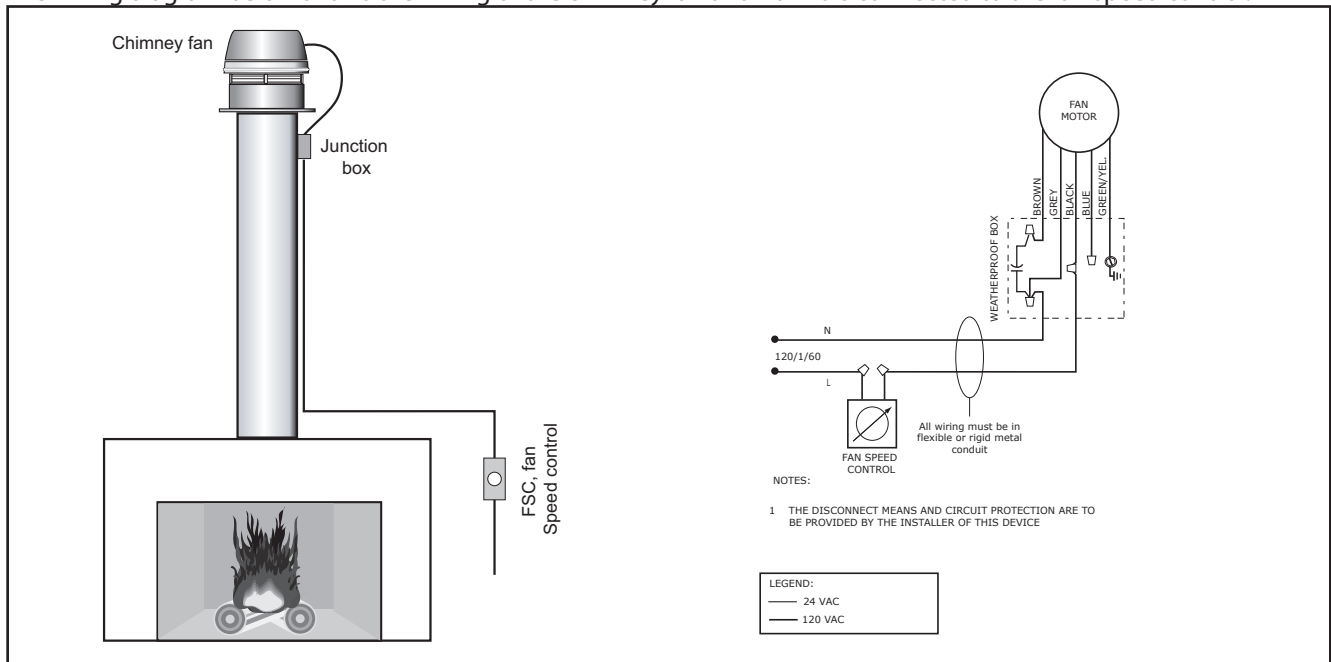 Chimney fan
Junction
box
FSC, fan
Speed control
FAN
MOTOR
BROWN
GREY
BLACK
BLUE
GREEN/YEL.
WEATHERPROOF BOX
N
120/1/60
L
All wiring must be in
flexible or rigid metal
conduit
FAN SPEED
CONTROL
NOTES:
1 THE DISCONNECT MEANS AND CIRCUIT PROTECTION ARE TO
BE PROVIDED BY THE INSTALLER OF THIS DEVICE
LEGEND:
24 VAC
120 VAC